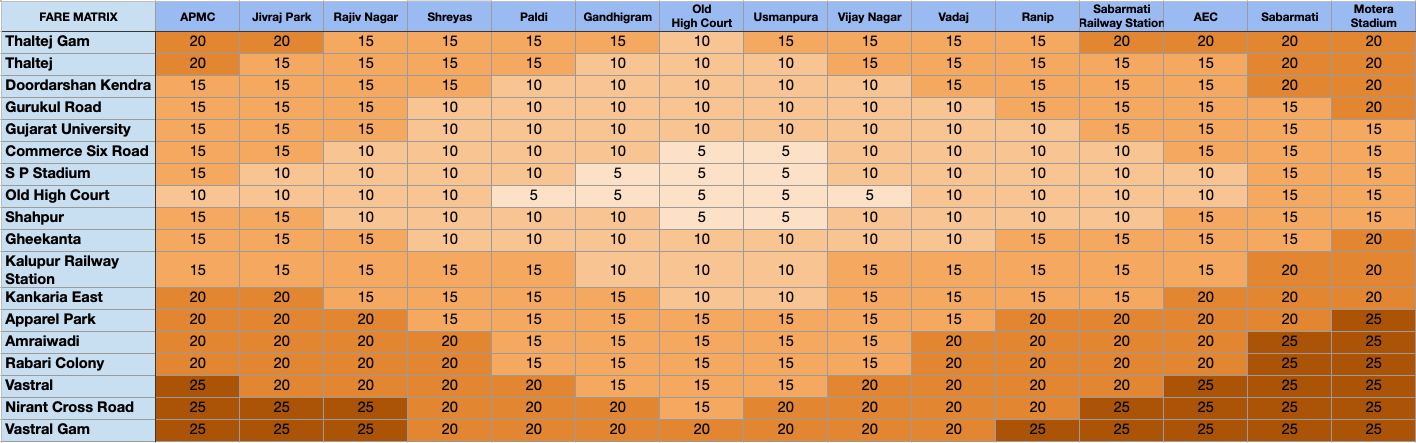 FARE MATRIX APMC Jivraj Park Rajiv Nagar Shreyas Paldi Gandhigram Old High Court Usmanpura Vijay Nagar Vadaj Ranip Sabarmati Railway Station AEC Sabarmati Motera Stadium
Thaltej Gam 20 20 15 15 15 15 10 15 15 15 15 20 20 20 20
Thaltej 20 15 15 15 15 10 10 10 15 15 15 15 15 20 20
Doordarshan Kendra 15 15 15 15 10 10 10 10 10 15 15 15 15 20 20
Gurukul Road 15 15 15 10 10 10 10 10 10 10 15 15 15 15 20
Gujarat University 15 15 15 10 10 10 10 10 10 10 10 15 15 15 15
Commerce Six Road 15 15 10 10 10 10 5 5 10 10 10 10 15 15 15
S P Stadium 15 10 10 10 10 5 5 5 10 10 10 10 10 15 15
Old High Court 10 10 10 10 5 5 5 5 5 10 10 10 10 15 15
Shahpur 15 15 10 10 10 10 5 5 10 10 10 10 15 15 15
Gheekanta 15 15 15 10 10 10 10 10 10 10 15 15 15 15 20
Kalupur Railway Station 15 15 15 15 15 10 10 10 15 15 15 15 15 20 20
Kankaria East 20 20 15 15 15 15 10 10 15 15 15 15 20 20 20
Apparel Park 20 20 20 15 15 15 15 15 15 15 20 20 20 20 25
Amraiwadi 20 20 20 20 15 15 15 15 15 20 20 20 20 25 25
Rabari Colony 20 20 20 20 15 15 15 15 15 20 20 20 20 25 25
Vastral 25 20 20 20 20 15 15 15 20 20 20 20 25 25 25
Nirant Cross Road 25 25 25 20 20 20 15 20 20 20 20 25 25 25 25
Vastral Gam 25 25 25 20 20 20 20 20 20 20 25 25 25 25 25